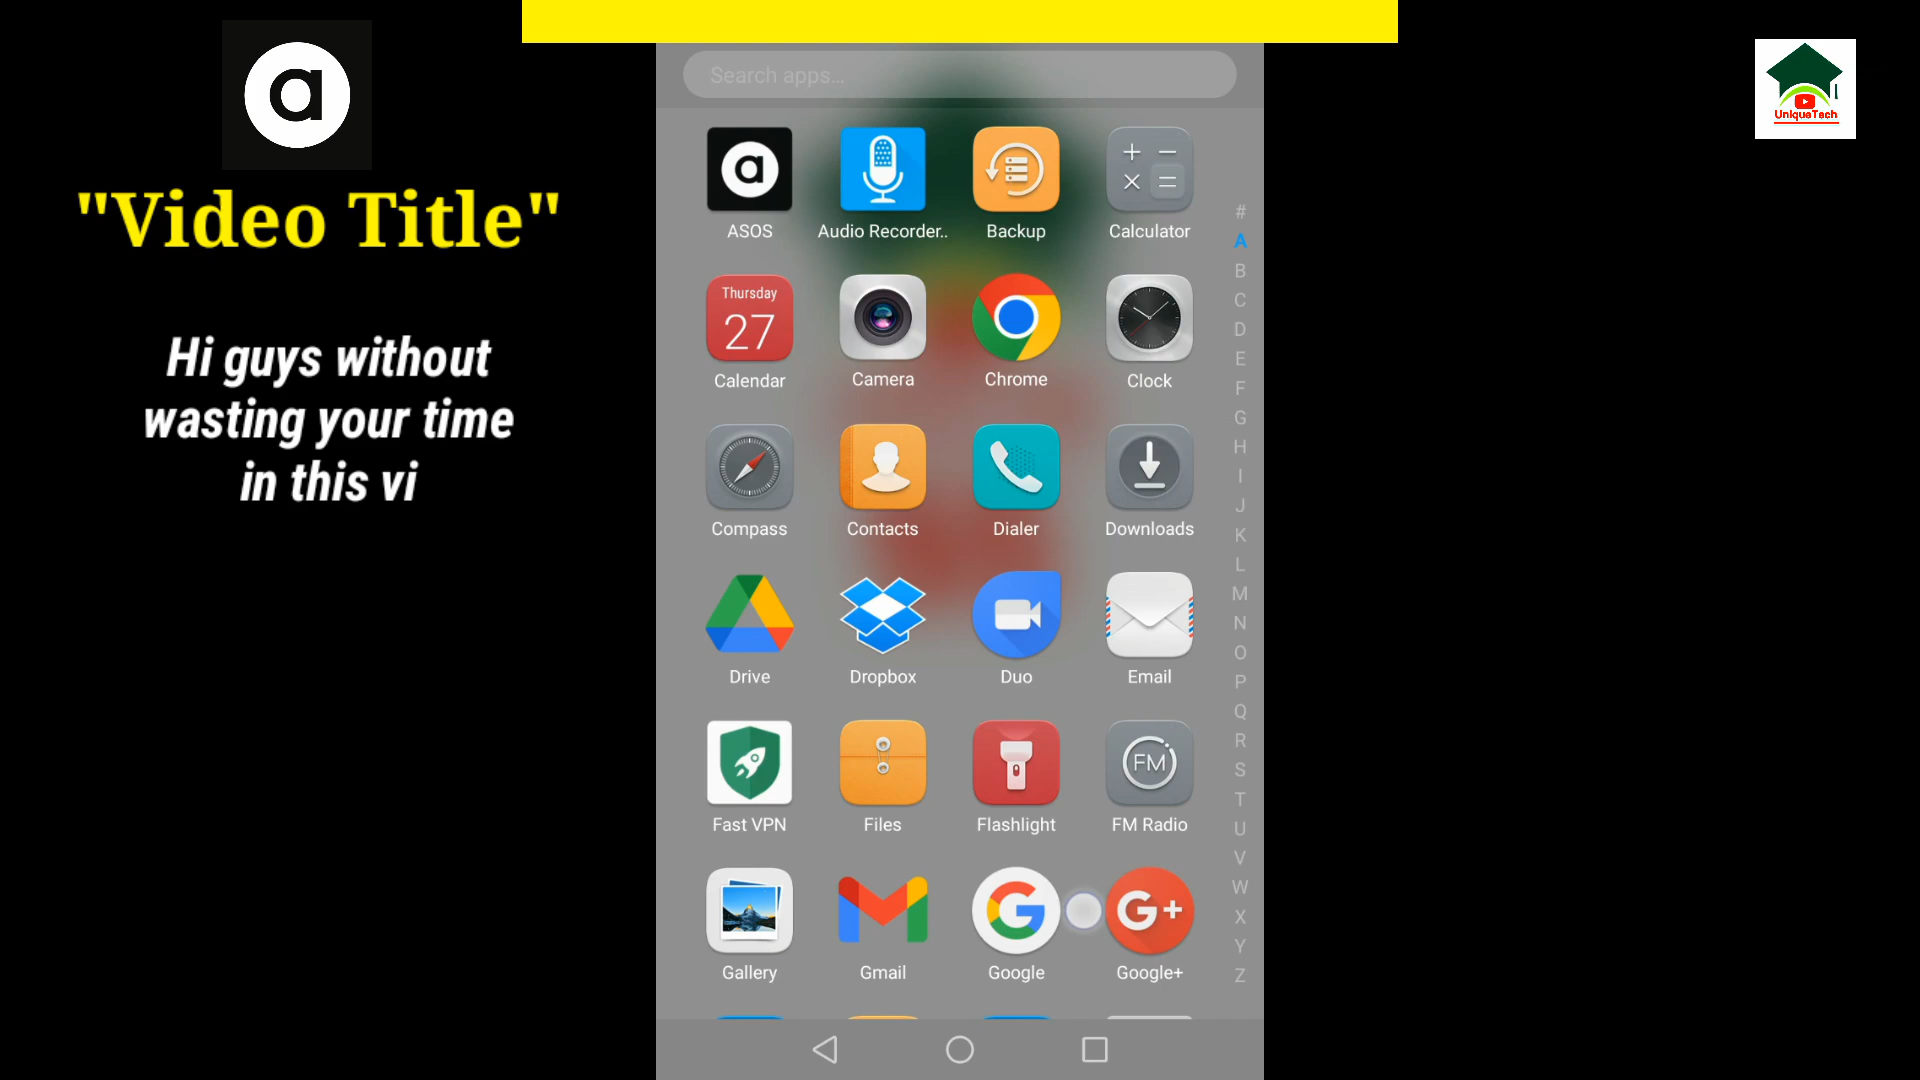 a
"Video Title"
Hi guys without
wasting your time
in this vi
UniqueTech
Search apps...
a
ASOS
Audio Recorder..
Backup
Calculator
Thursday
27
Calendar
Camera
Chrome
Clock
Compass
Contacts
Dialer
Downloads
Drive
Dropbox
Duo
Email
Fast VPN
Files
Flashlight
FM
FM Radio
Gallery
Gmail
G
Google
G+
Google+
#
A
B
C
D
E
F
G
H
I
J
K
L
M
N
O
P
Q
R
S
T
U
V
W
X
Y
Z